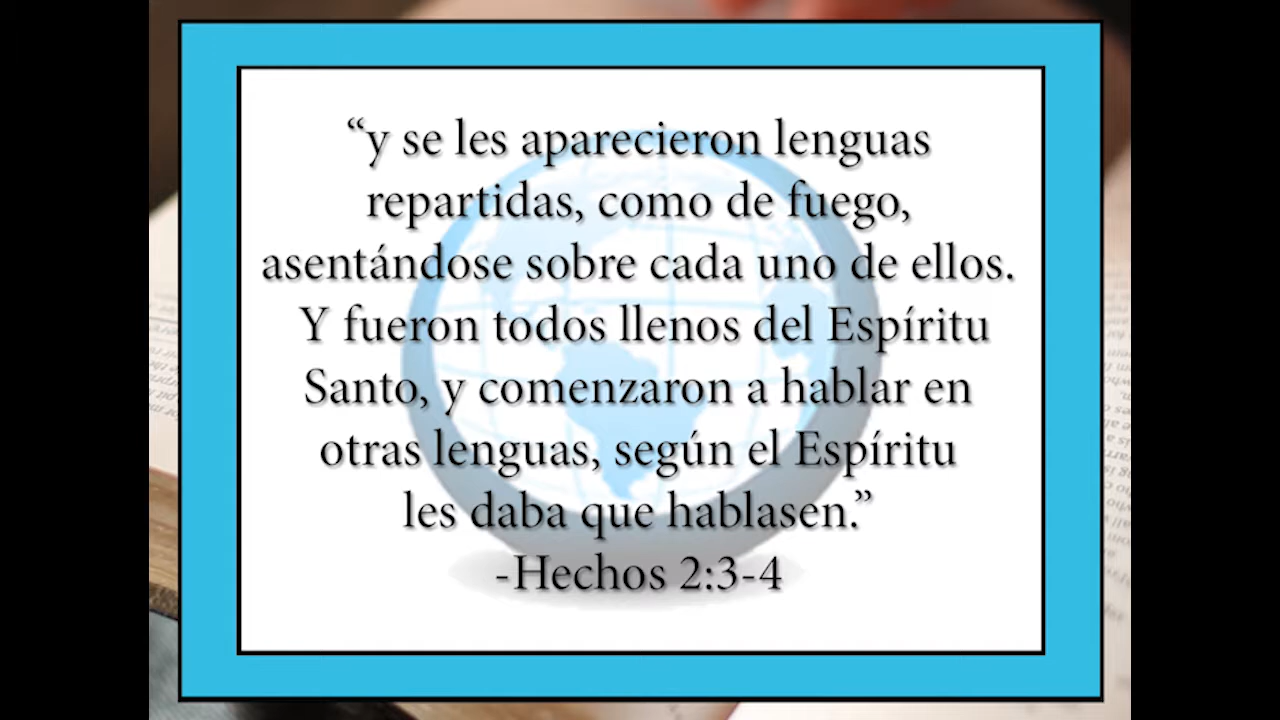 “y se les aparecieron lenguas
repartidas, como de fuego,
asentándose sobre cada uno de ellos.
Y fueron todos llenos del Espíritu
Santo, y comenzaron a hablar en
otras lenguas, según el Espíritu
les daba que hablasen.”
-Hechos 2:3-4